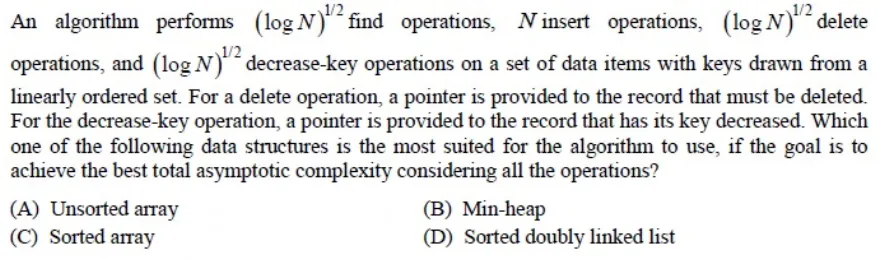 An algorithm performs (log N)^{1/2} find operations, N insert operations, (log N)^{1/2} delete
operations, and (log N)^{1/2} decrease-key operations on a set of data items with keys drawn from a
linearly ordered set. For a delete operation, a pointer is provided to the record that must be deleted.
For the decrease-key operation, a pointer is provided to the record that has its key decreased. Which
one of the following data structures is the most suited for the algorithm to use, if the goal is to
achieve the best total asymptotic complexity considering all the operations?
(A) Unsorted array (B) Min-heap
(C) Sorted array (D) Sorted doubly linked list